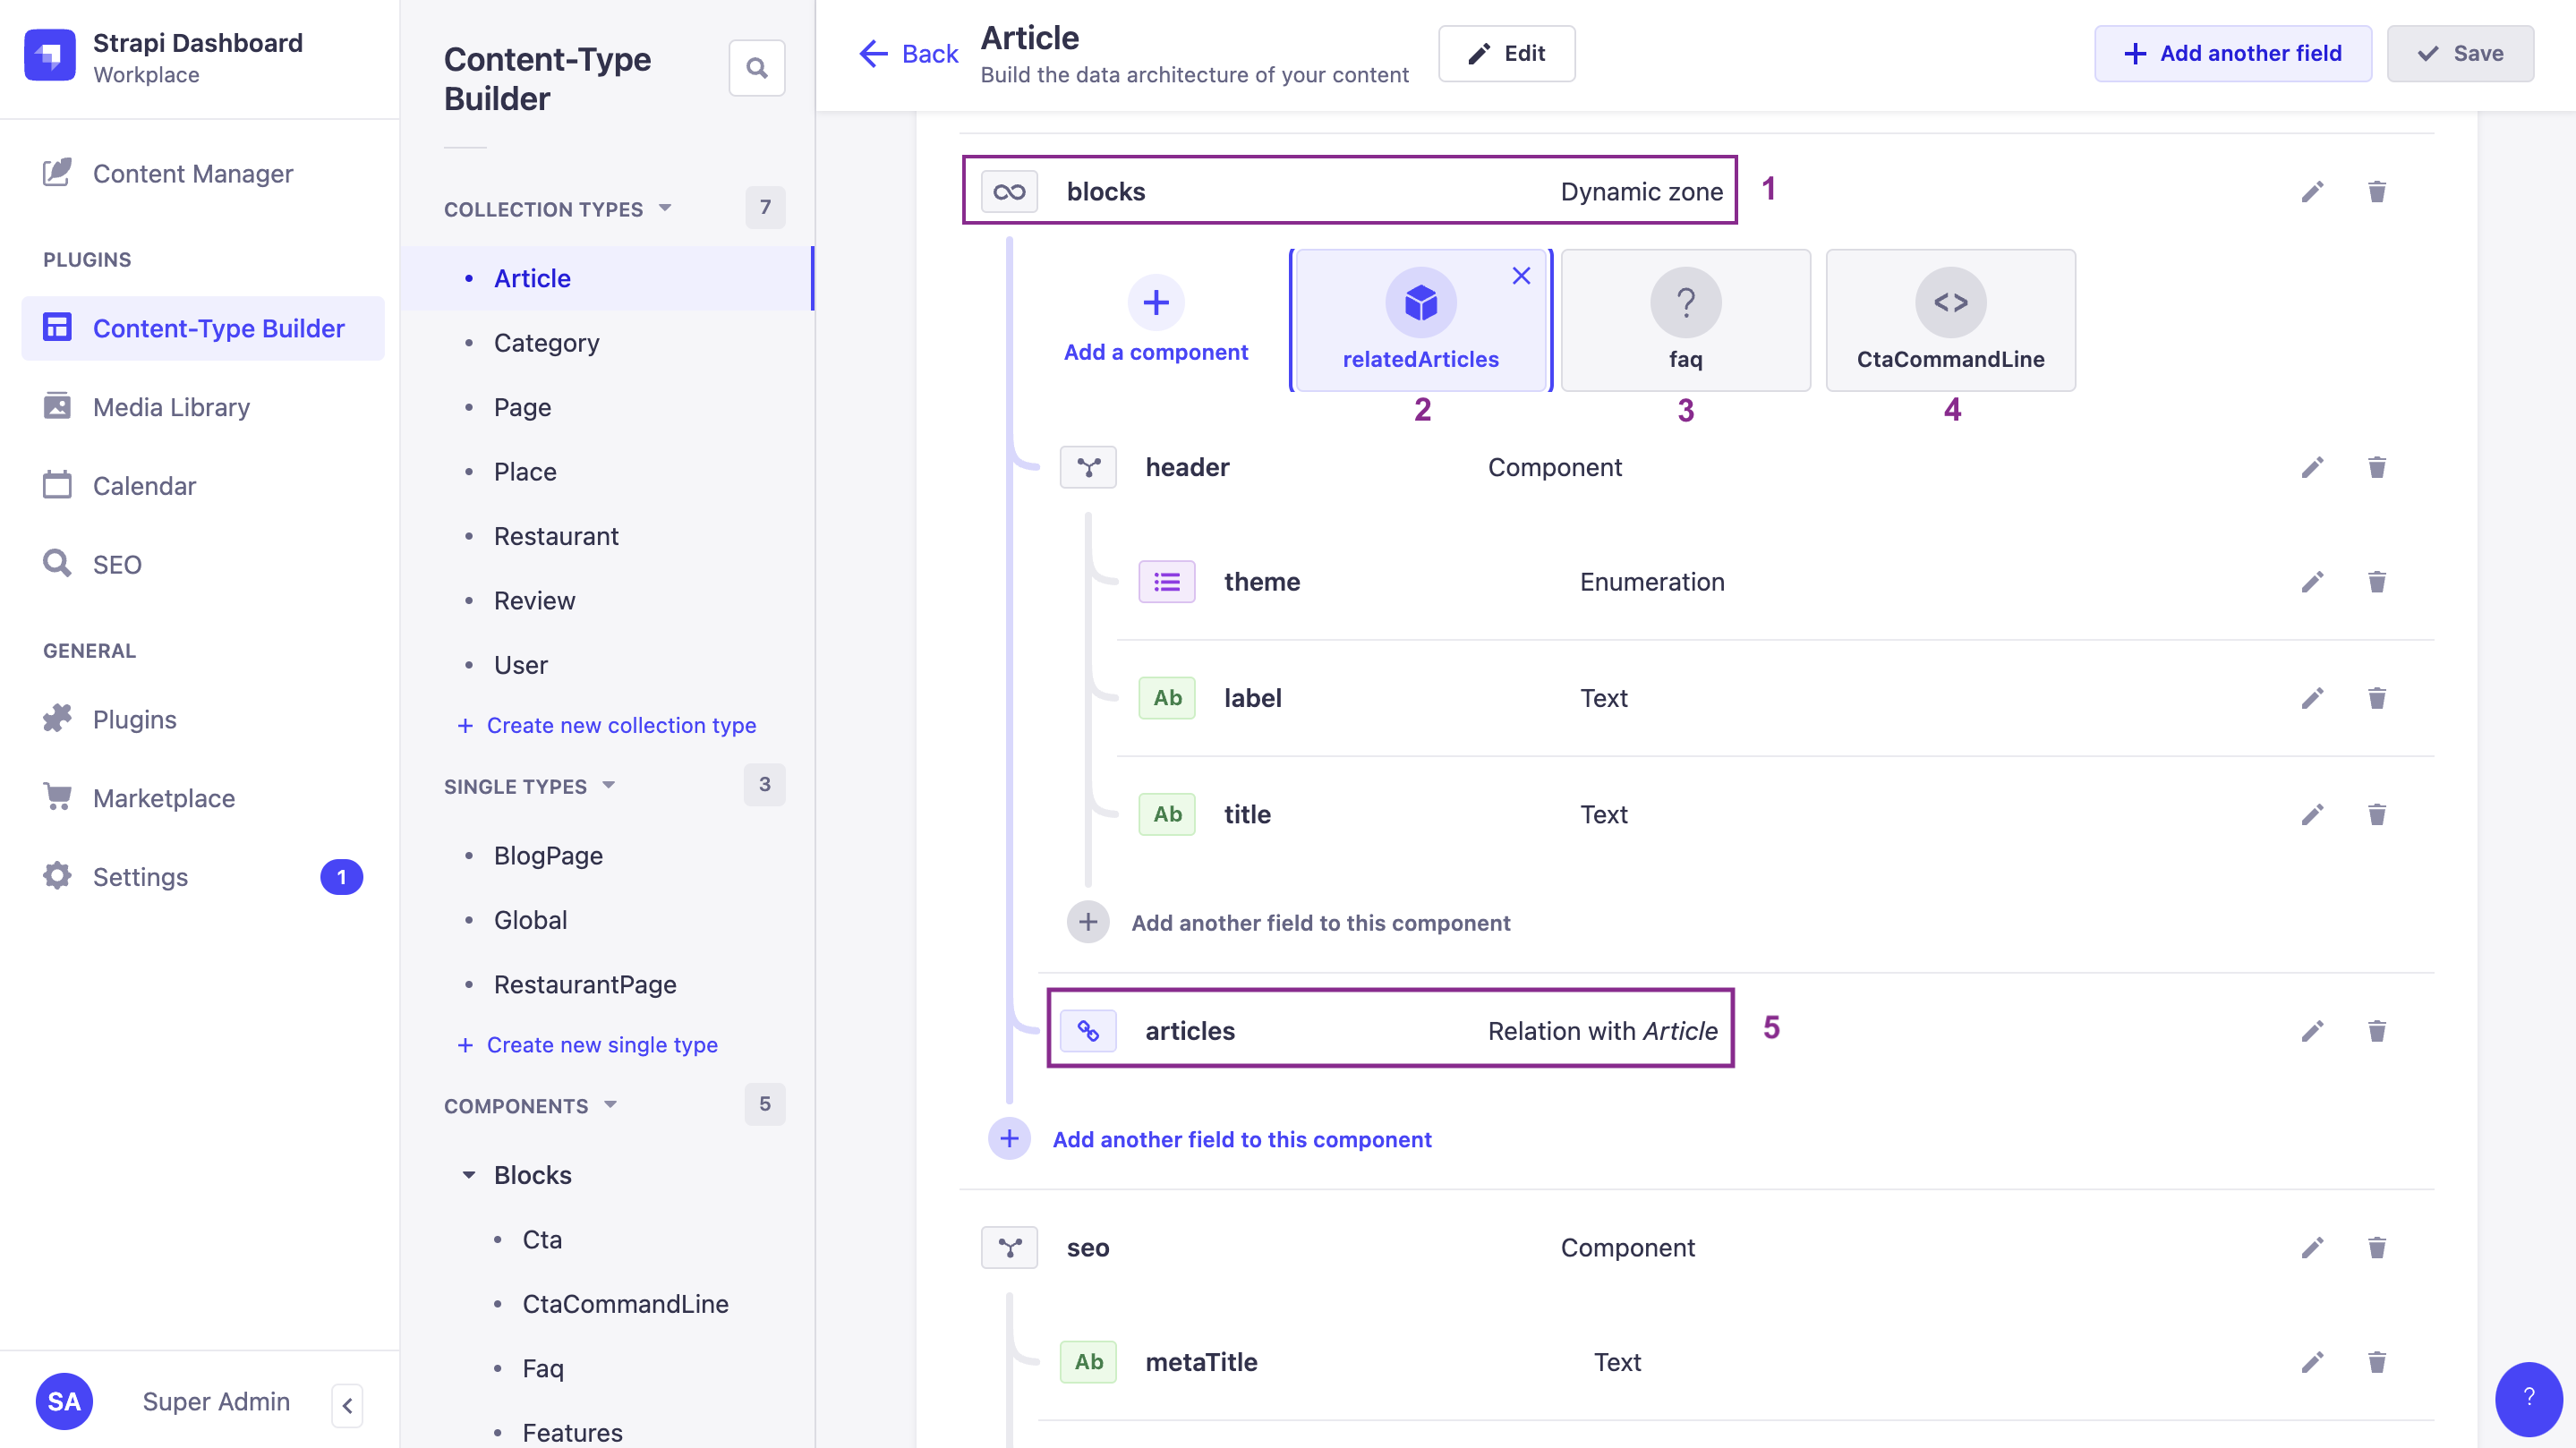 Strapi Dashboard
Workplace
Content Manager
PLUGINS
Content-Type Builder
Media Library
Calendar
SEO
GENERAL
Plugins
Marketplace
Settings
1
SA
Super Admin
Content-Type
Builder
COLLECTION TYPES
7
Article
Category
Page
Place
Restaurant
Review
User
+ Create new collection type
SINGLE TYPES
3
BlogPage
Global
RestaurantPage
+ Create new single type
COMPONENTS
5
Blocks
Cta
CtaCommandLine
Faq
Features
Back
Article
Build the data architecture of your content
Edit
Add another field
Save
blocks Dynamic zone 1
Add a component
relatedArticles
? faq
<> CtaCommandLine
2 3 4
header Component
theme Enumeration
Ab label Text
Ab title Text
Add another field to this component
articles Relation with Article 5
Add another field to this component
seo Component
Ab metaTitle Text
?